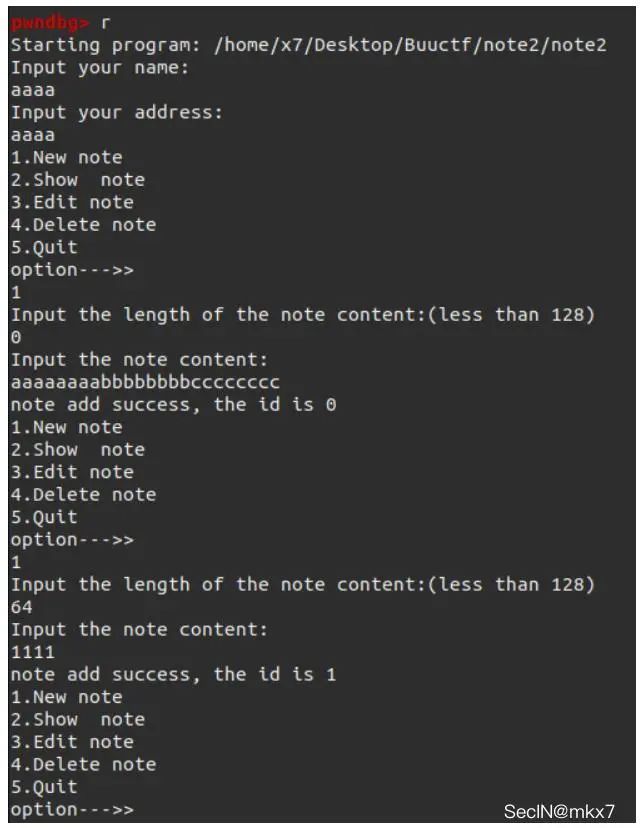 pwndbg> r
Starting program: /home/x7/Desktop/Buuctf/note2/note2
Input your name:
aaaa
Input your address:
aaaa
1.New note
2.Show  note
3.Edit note
4.Delete note
5.Quit
option--->>
1
Input the length of the note content:(less than 128)
0
Input the note content:
aaaaaaaabbbbbbbbcccccccc
note add success, the id is 0
1.New note
2.Show  note
3.Edit note
4.Delete note
5.Quit
option--->>
1
Input the length of the note content:(less than 128)
64
Input the note content:
1111
note add success, the id is 1
1.New note
2.Show  note
3.Edit note
4.Delete note
5.Quit
option--->>
SecIN@mkx7